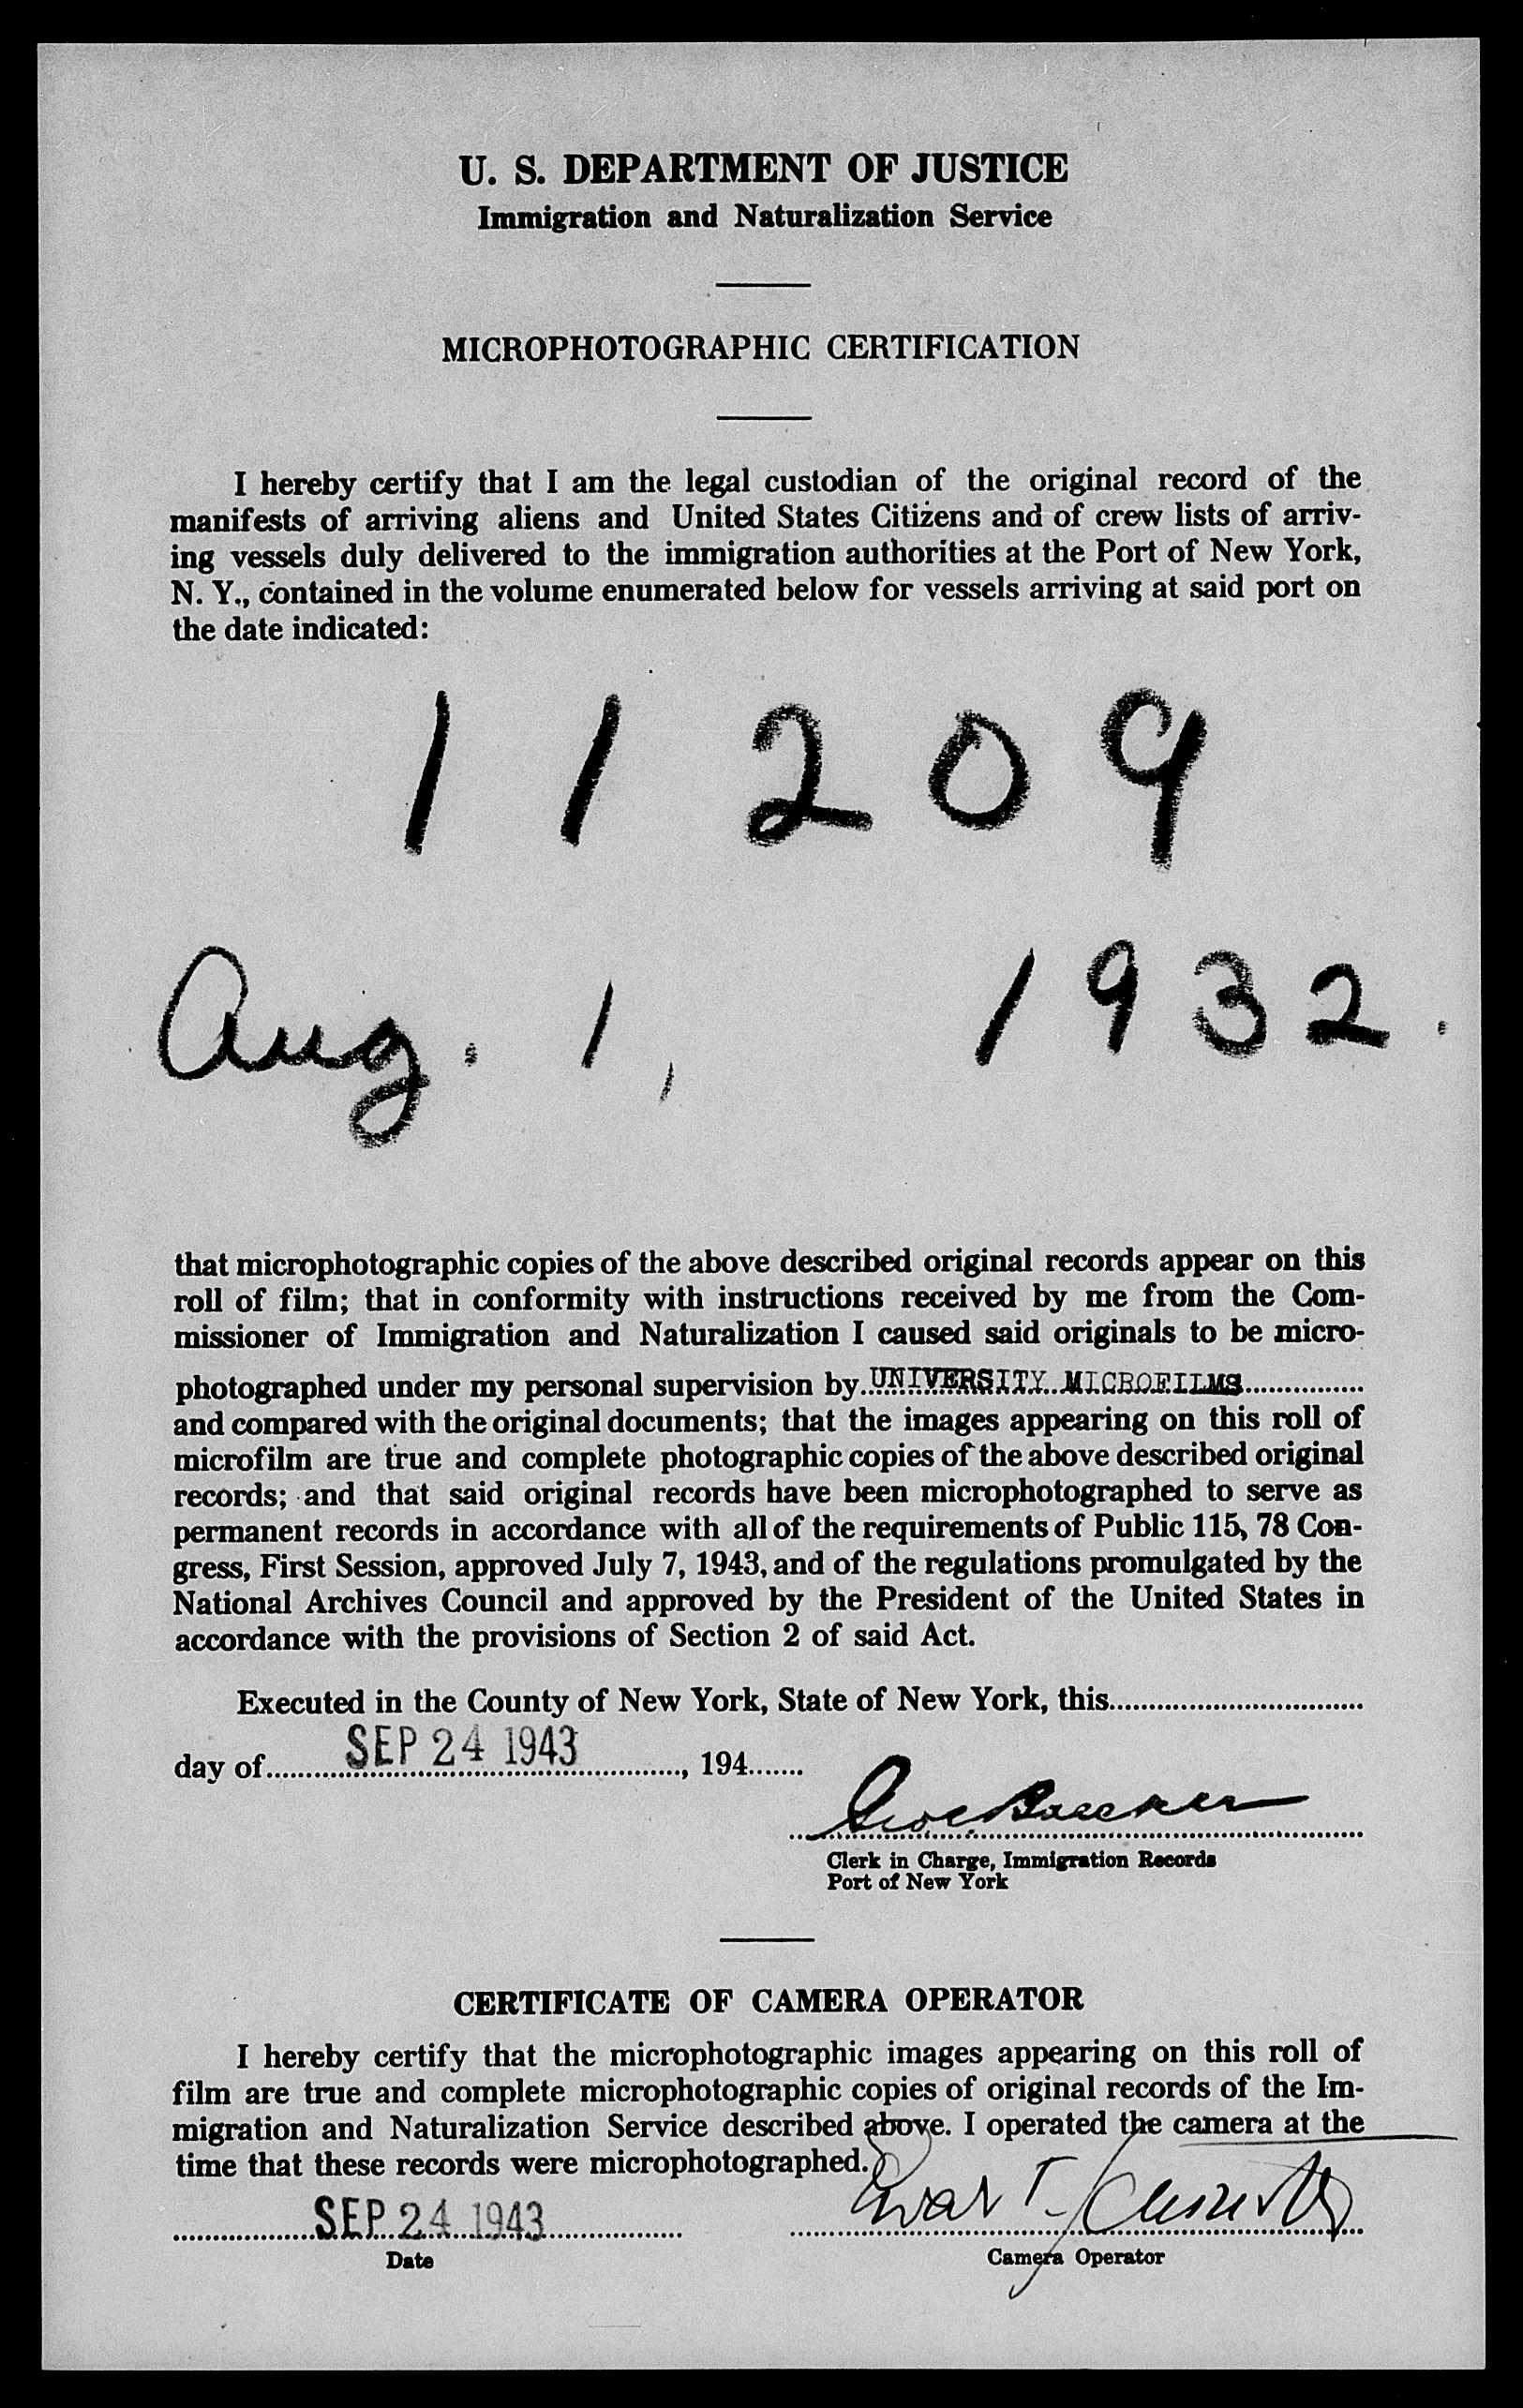 U. S. DEPARTMENT OF JUSTICE
Immigration and Naturalization Service
MICROPHOTOGRAPHIC CERTIFICATION
I hereby certify that I am the legal custodian of the original record of the
manifests of arriving aliens and United States Citizens and of crew lists of arriv-
ing vessels duly delivered to the immigration authorities at the Port of New York,
N. Y., contained in the volume enumerated below for vessels arriving at said port on
the date indicated:
11209
Aug. 1, 1932.
that microphotographic copies of the above described original records appear on this
roll of film; that in conformity with instructions received by me from the Com-
missioner of Immigration and Naturalization I caused said originals to be micro-
photographed under my personal supervision by UNIVERSITY MICROFILMS
and compared with the original documents; that the images appearing on this roll of
microfilm are true and complete photographic copies of the above described original
records; and that said original records have been microphotographed to serve as
permanent records in accordance with all of the requirements of Public 115, 78 Con-
gress, First Session, approved July 7, 1943, and of the regulations promulgated by the
National Archives Council and approved by the President of the United States in
accordance with the provisions of Section 2 of said Act.
Executed in the County of New York, State of New York, this
day of SEP 24 1943, 194
Clerk in Charge, Immigration Records
Port of New York
CERTIFICATE OF CAMERA OPERATOR
I hereby certify that the microphotographic images appearing on this roll of
film are true and complete microphotographic copies of original records of the Im-
migration and Naturalization Service described above. I operated the camera at the
time that these records were microphotographed.
SEP 24 1943
Date
Camera Operator